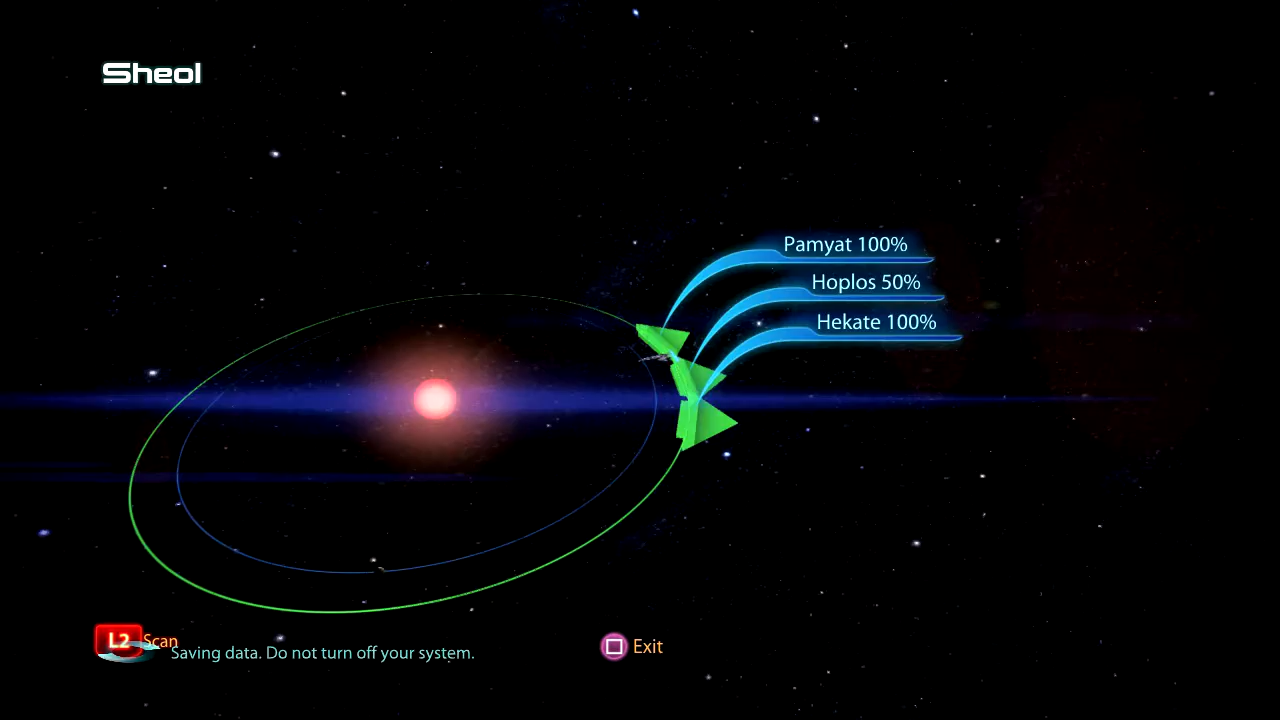 Sheol
Pamyat 100%
Hoplos 50%
Hekate 100%
L2 Scan
Saving data. Do not turn off your system.
Exit